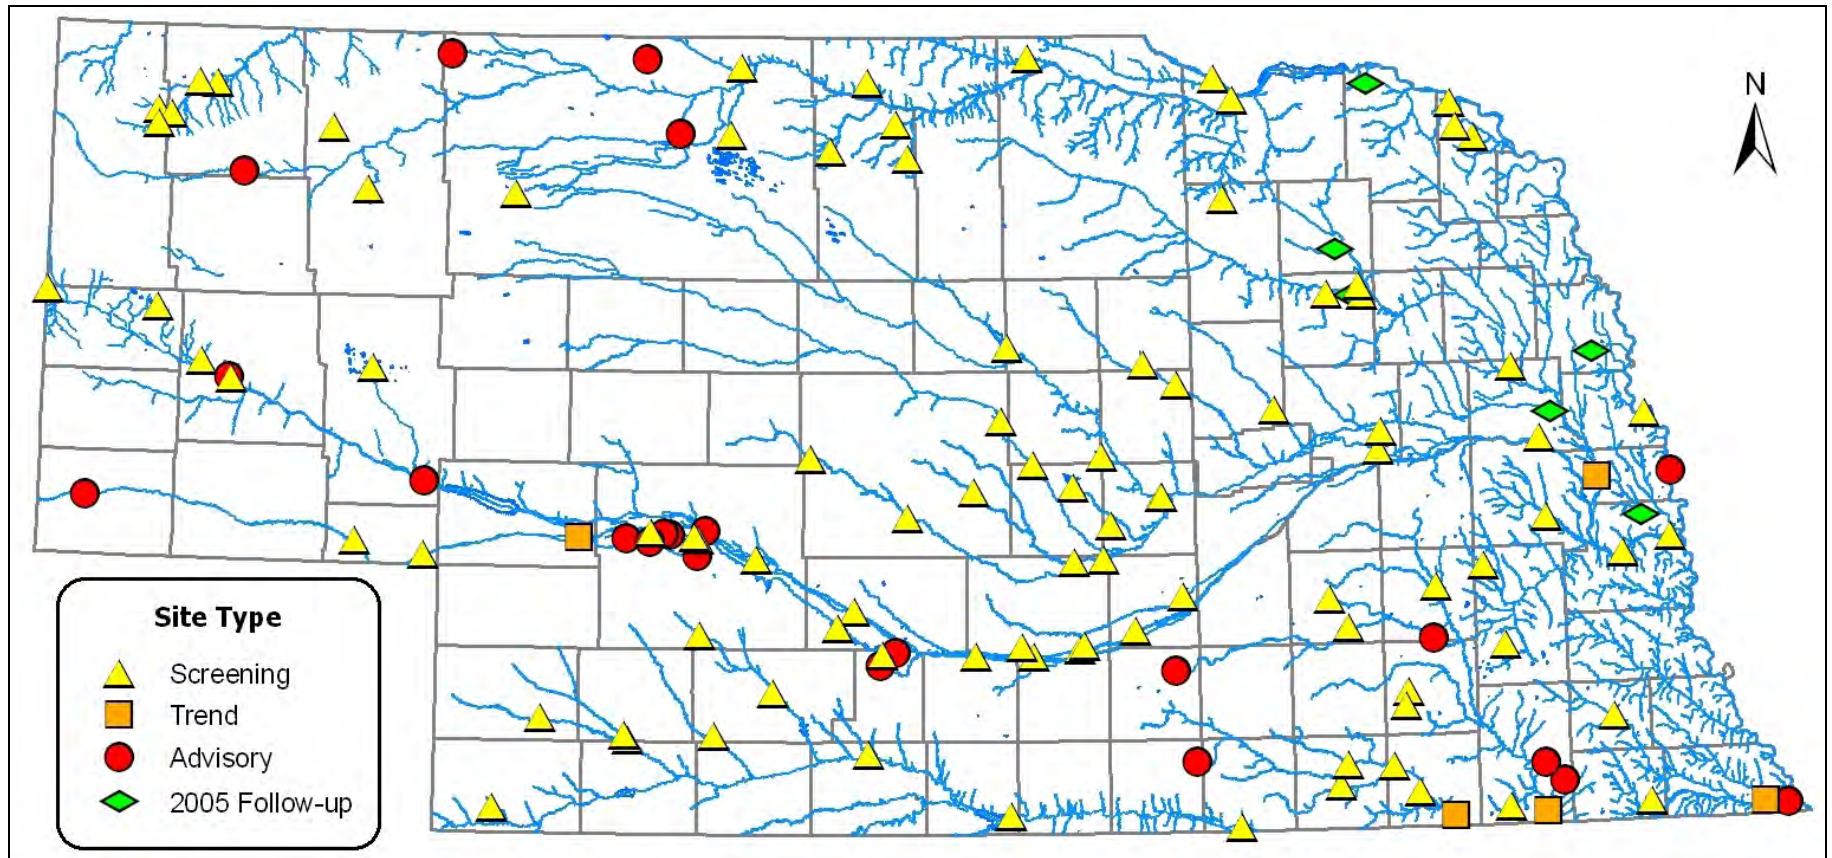 N
Site Type
Screening
Trend
Advisory
2005 Follow-up